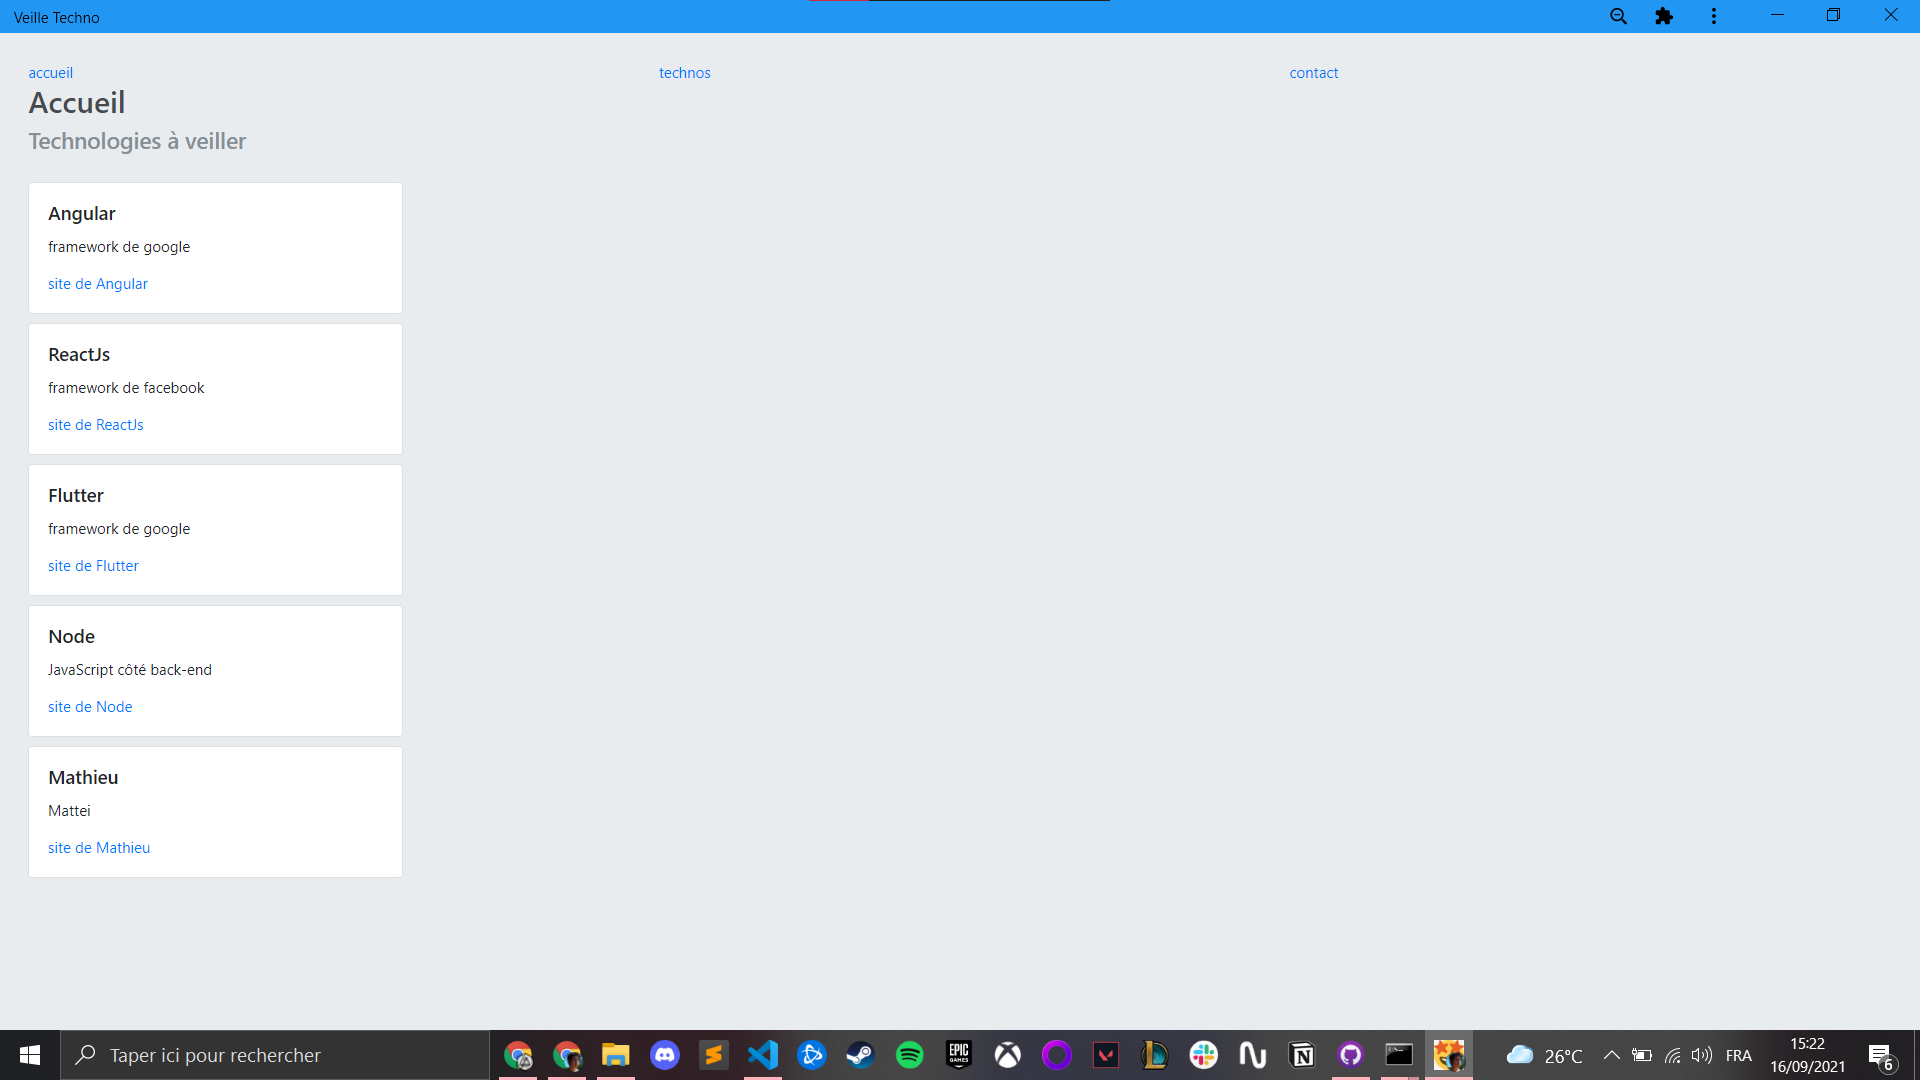 Veille Techno
accueil technos contact
Accueil
Technologies à veiller
Angular
framework de google
site de Angular
ReactJs
framework de facebook
site de ReactJs
Flutter
framework de google
site de Flutter
Node
JavaScript côté back-end
site de Node
Mathieu
Mattei
site de Mathieu
Taper ici pour rechercher
EPIC
GAMES
26°C
FRA
15:22
16/09/2021
6